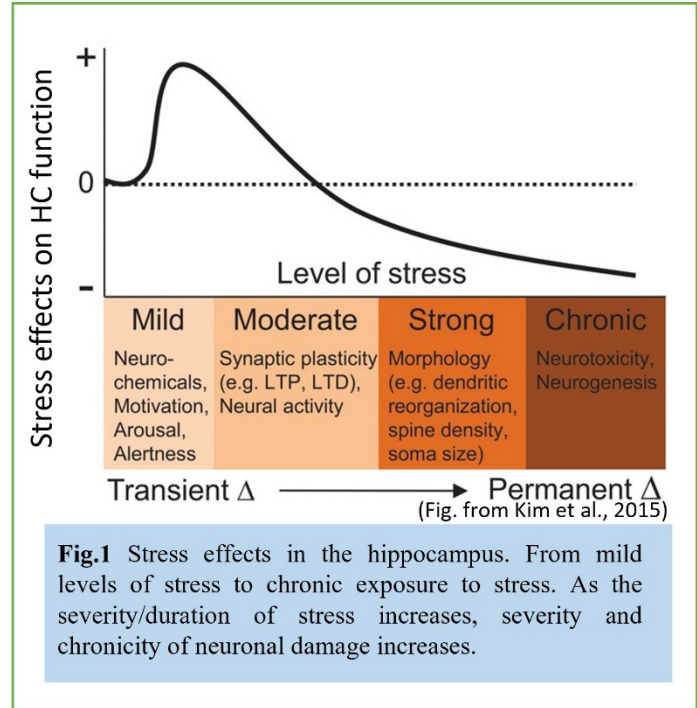 Stress effects on HC function
+
0
-
Level of stress
Mild
Neuro-
chemicals,
Motivation,
Arousal,
Alertness
Moderate
Synaptic plasticity
(e.g. LTP, LTD),
Neural activity
Strong
Morphology
(e.g. dendritic
reorganization,
spine density,
soma size)
Chronic
Neurotoxicity,
Neurogenesis
Transient Δ
Permanent Δ
(Fig. from Kim et al., 2015)
Fig.1 Stress effects in the hippocampus. From mild
levels of stress to chronic exposure to stress. As the
severity/duration of stress increases, severity and
chronicity of neuronal damage increases.